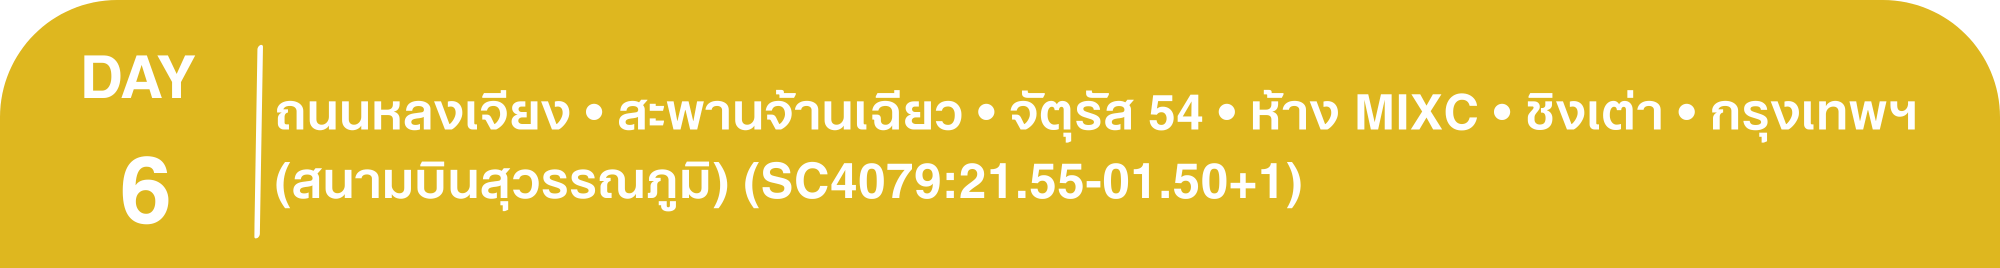 DAY
6
ถนนหลงเจียง • สะพานจ้านเฉียว • จัตุรัส 54 • ห้าง MIXC • ชิงเต่า • กรุงเทพฯ
(สนามบินสุวรรณภูมิ) (SC4079:21.55-01.50+1)